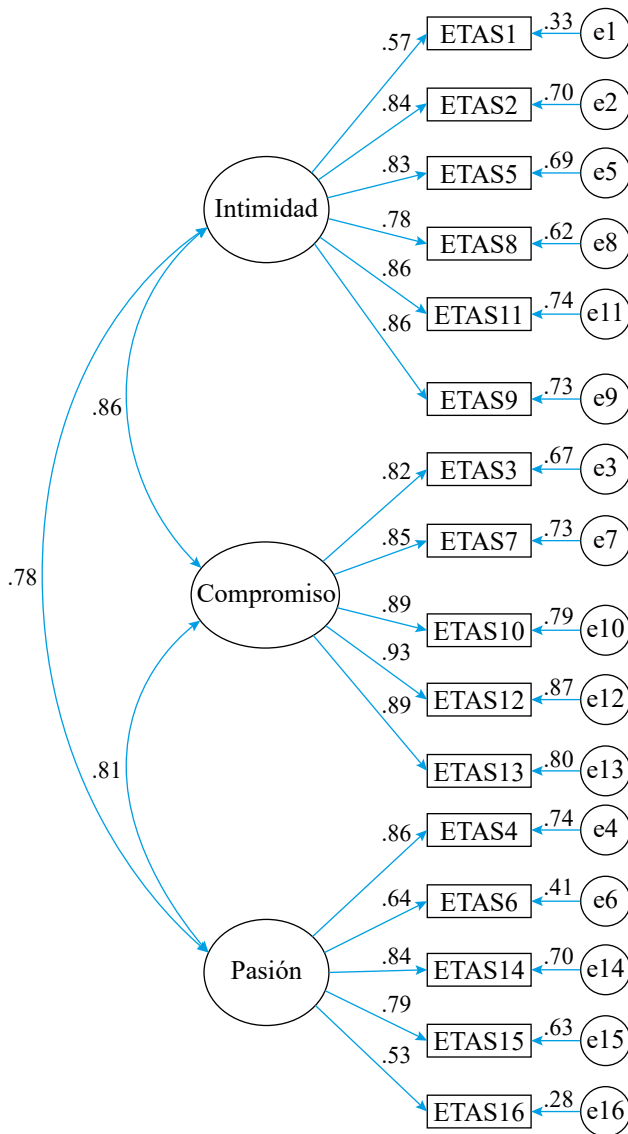 .57 ETAS1 .33 e1
.84 ETAS2 .70 e2
.83 ETAS5 .69 e5
Intimidad
.78 ETAS8 .62 e8
.86 ETAS11 .74 e11
.86 ETAS9 .73 e9
.86
.82 ETAS3 .67 e3
.85 ETAS7 .73 e7
.78
Compromiso
.89 ETAS10 .79 e10
.93 ETAS12 .87 e12
.89 ETAS13 .80 e13
.81
.86 ETAS4 .74 e4
.64 ETAS6 .41 e6
Pasión
.84 ETAS14 .70 e14
.79 ETAS15 .63 e15
.53 ETAS16 .28 e16